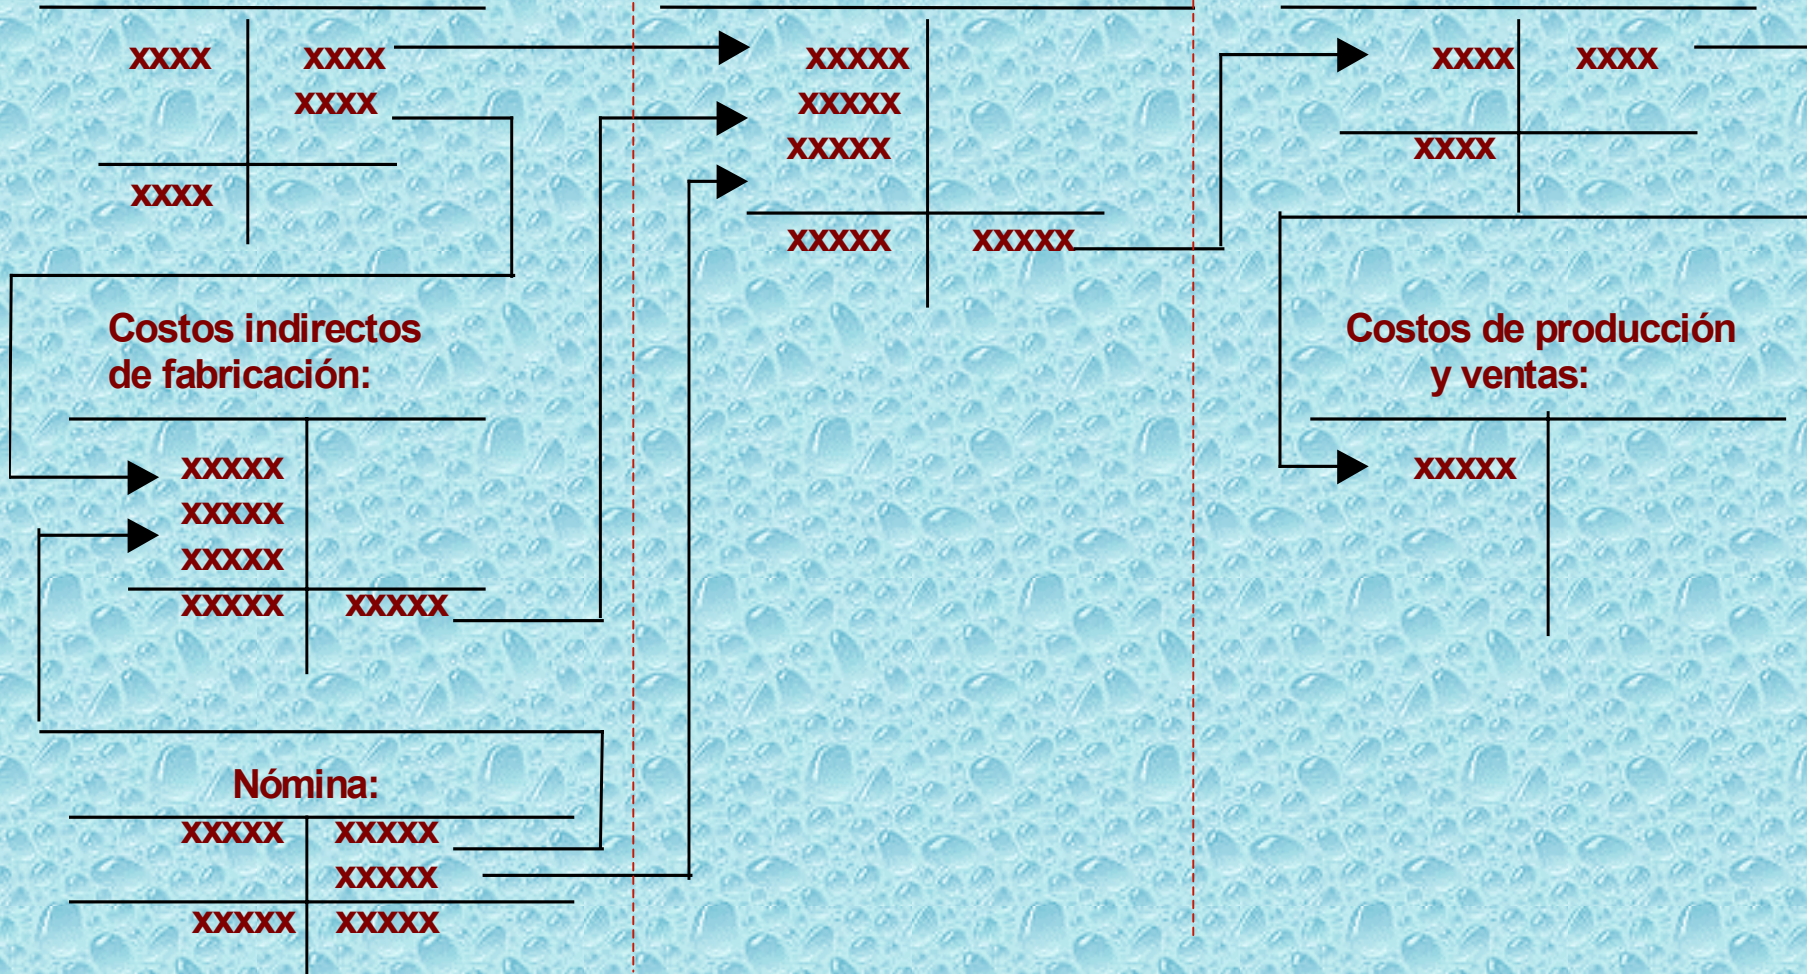 xxxx xxxx
xxxx
xxxx
Costos indirectos
de fabricación:
xxxxx
xxxxx
xxxxx
xxxxx xxxxx
Nómina:
xxxxx xxxxx
xxxxx
xxxxx xxxxx
xxxxx
xxxxx
xxxxx
xxxxx xxxxx
xxxx xxxx
xxxx
Costos de producción
y ventas:
xxxxx